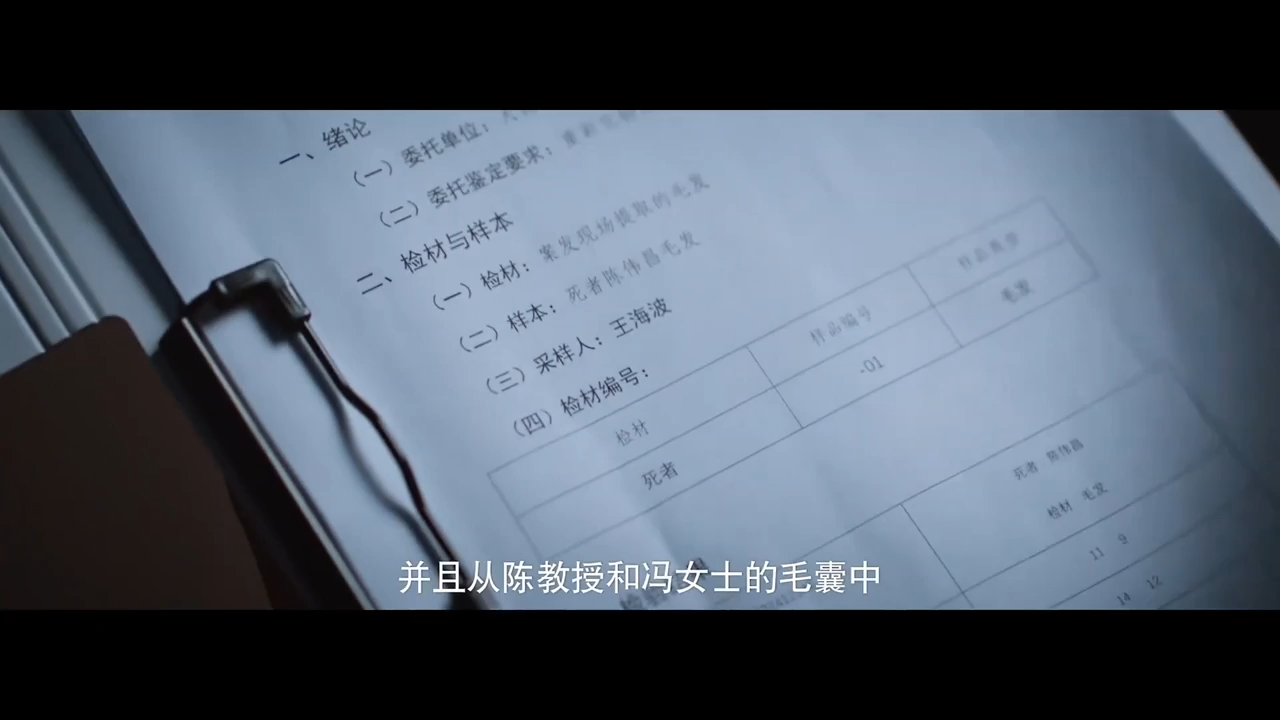 一、绪论
（一）委托单位：
（二）委托鉴定要求：重新
二、检材与样本
（一）检材：案发现场提取的毛发
（二）样本：死者陈伟昌毛发
（三）采样人：王海波
（四）检材编号：
检材 样品编号 样品类型
死者 -01 毛发
死者 陈伟昌
检材 毛发
11 9
14 12
并且从陈教授和冯女士的毛囊中